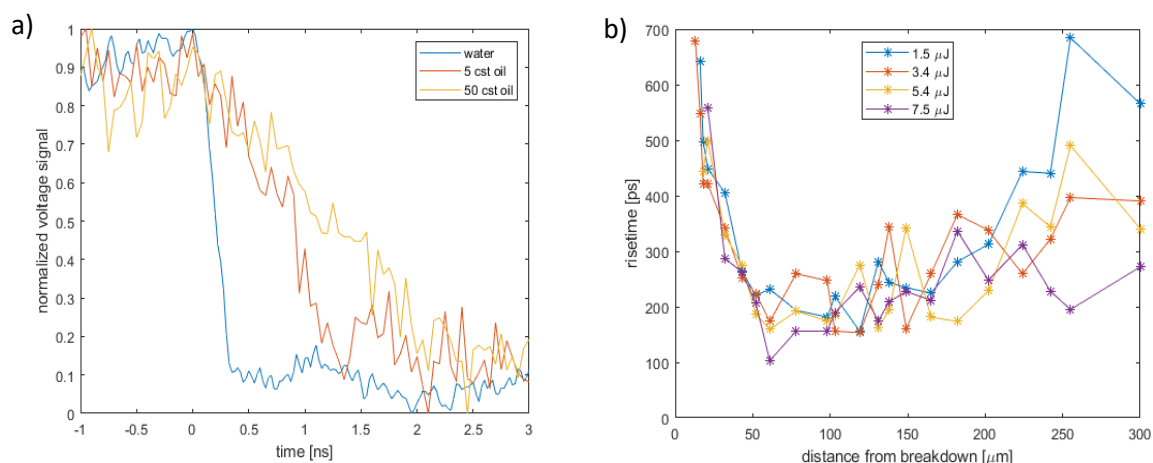 a)
normalized voltage signal
1
0.9
0.8
0.7
0.6
0.5
0.4
0.3
0.2
0.1
0
-1
-0.5
0
0.5
1
1.5
2
2.5
3
time [ns]
water
5 cst oil
50 cst oil
b)
risetime [ps]
700
600
500
400
300
200
100
0
0
50
100
150
200
250
300
distance from breakdown [μm]
1.5 μJ
3.4 μJ
5.4 μJ
7.5 μJ